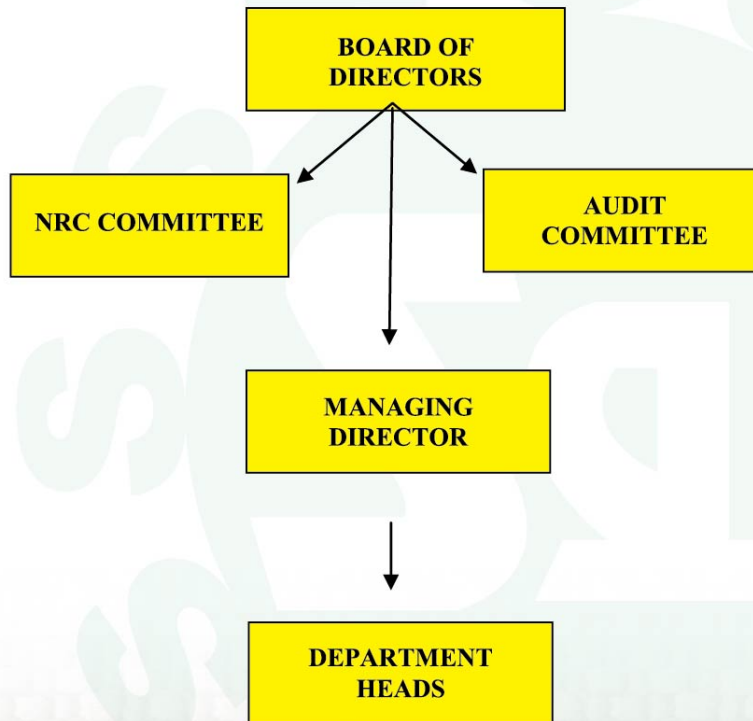 BOARD OF
DIRECTORS
NRC COMMITTEE
AUDIT
COMMITTEE
MANAGING
DIRECTOR
DEPARTMENT
HEADS